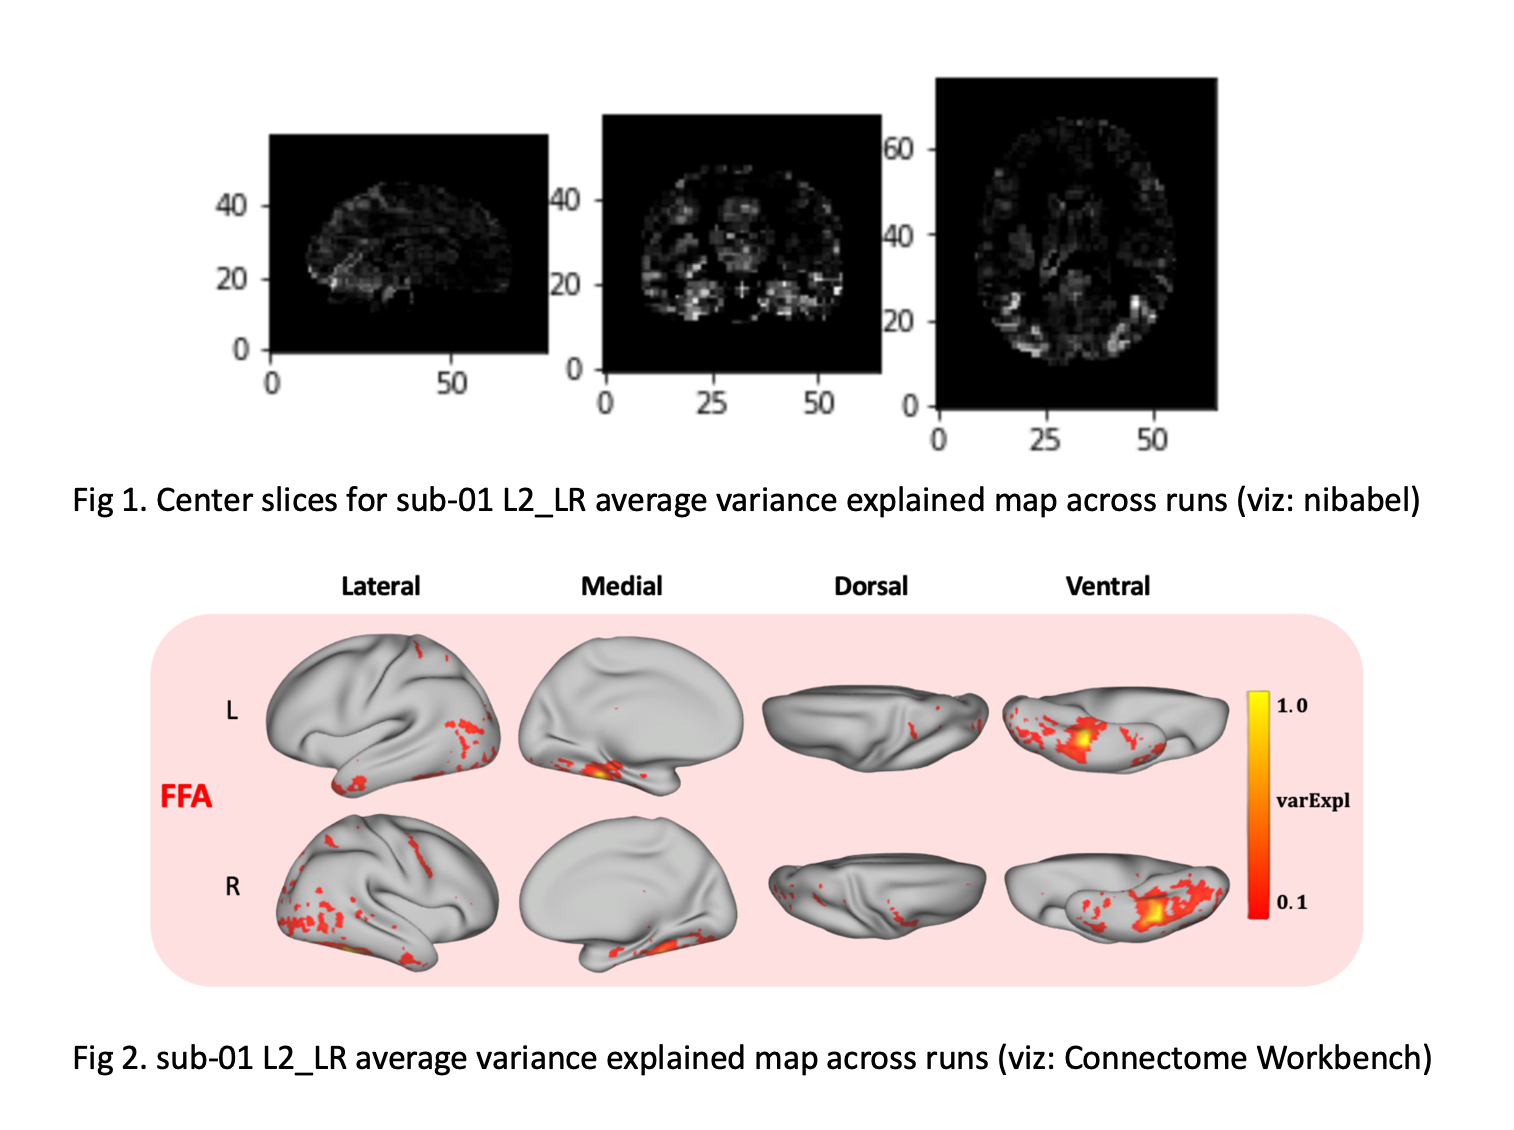 40
20
0
0
50
40
20
0
0
25
50
60
40
20
0
0
25
50
Fig 1. Center slices for sub-01 L2_LR average variance explained map across runs (viz: nibabel)
Lateral Medial Dorsal Ventral
L
FFA
R
1.0
varExpl
0.1
Fig 2. sub-01 L2_LR average variance explained map across runs (viz: Connectome Workbench)